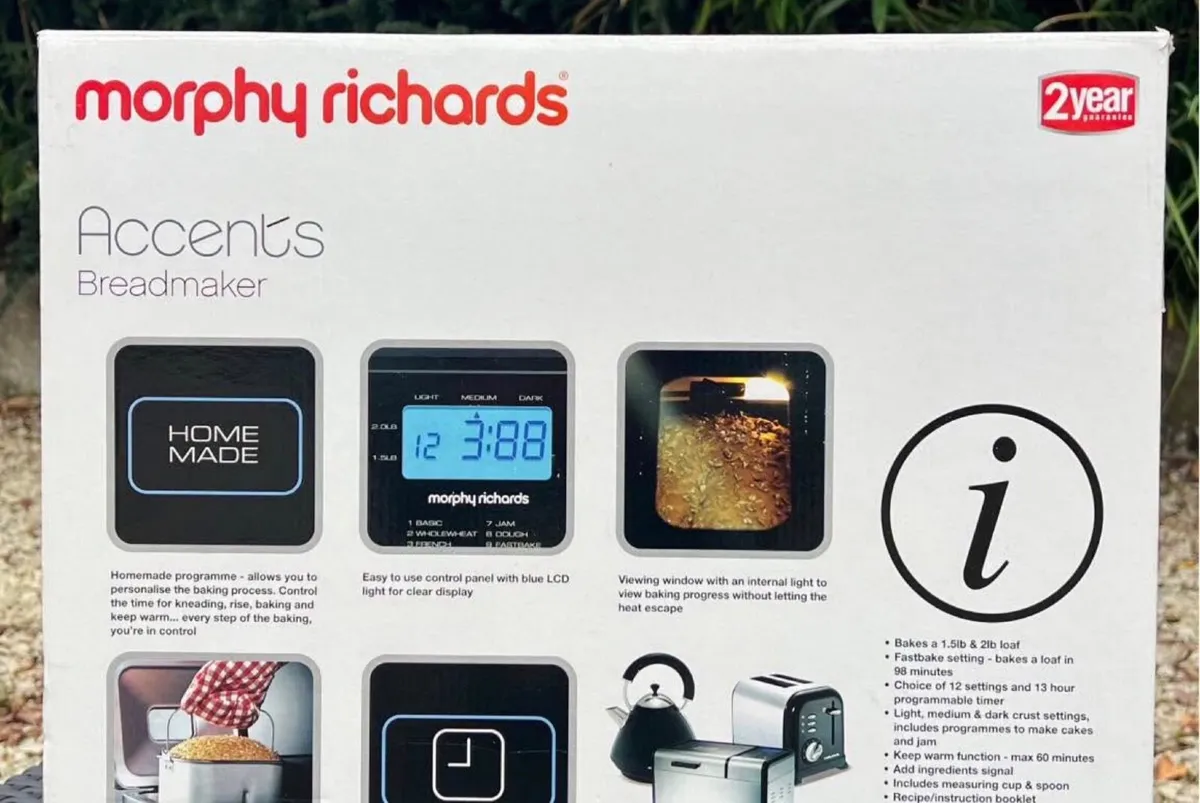 morphy richards®
2year
guarantee
Accents
Breadmaker
HOME
MADE
LIGHT MEDIUM DARK
2.0LB
1.5LB
12 3:88
morphy richards
1 BASIC 7 JAM
2 WHOLEWHEAT 8 DOUGH
3 FRENCH 9 FASTBAKE
Homemade programme - allows you to
personalise the baking process. Control
the time for kneading, rise, baking and
keep warm... every step of the baking,
you're in control
Easy to use control panel with blue LCD
light for clear display
Viewing window with an internal light to
view baking progress without letting the
heat escape
i
• Bakes a 1.5lb & 2lb loaf
• Fastbake setting - bakes a loaf in
98 minutes
• Choice of 12 settings and 13 hour
programmable timer
• Light, medium & dark crust settings,
includes programmes to make cakes
and jam
• Keep warm function - max 60 minutes
• Add ingredients signal
• Includes measuring cup & spoon
• Recipe/instruction booklet